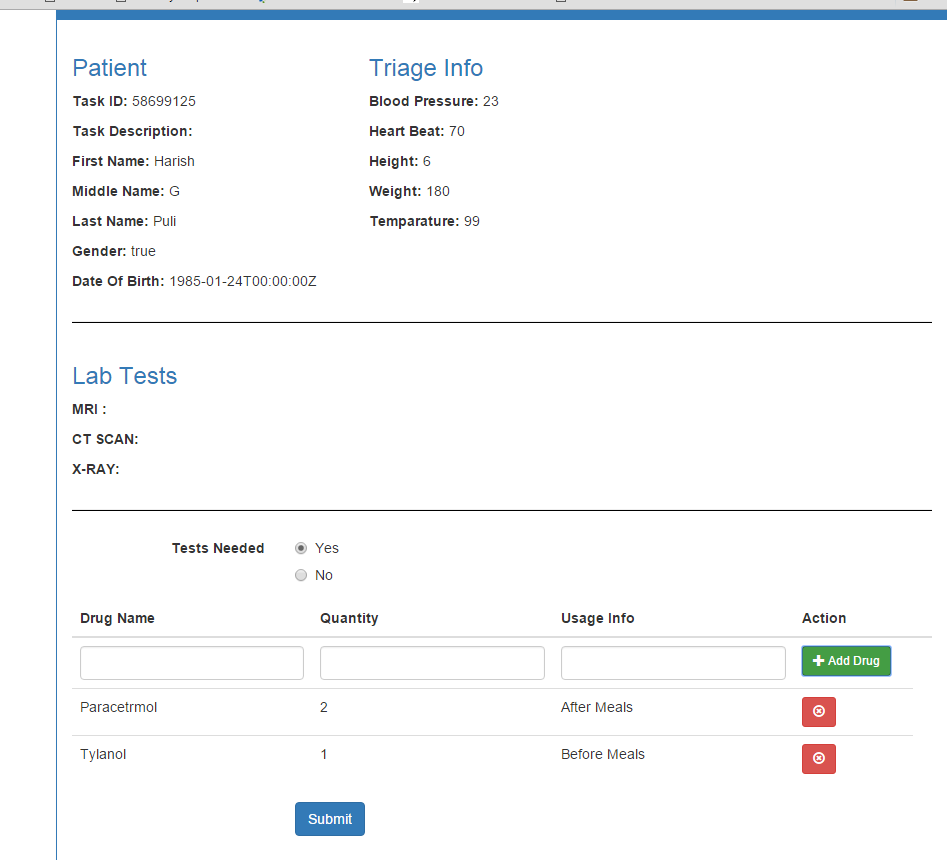 Patient
Task ID: 58699125
Task Description:
First Name: Harish
Middle Name: G
Last Name: Puli
Gender: true
Date Of Birth: 1985-01-24T00:00:00Z
Triage Info
Blood Pressure: 23
Heart Beat: 70
Height: 6
Weight: 180
Temparature: 99
Lab Tests
MRI :
CT SCAN:
X-RAY:
Tests Needed
Yes
No
Drug Name Quantity Usage Info Action
Add Drug
Paracetrmol 2 After Meals
Tylanol 1 Before Meals
Submit